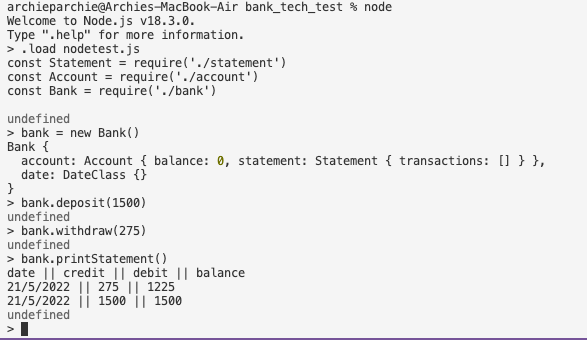 archieparchie@Archies-MacBook-Air bank_tech_test % node
Welcome to Node.js v18.3.0.
Type ".help" for more information.
> .load nodetest.js
const Statement = require('./statement')
const Account = require('./account')
const Bank = require('./bank')
undefined
> bank = new Bank()
Bank {
  account: Account { balance: 0, statement: Statement { transactions: [] } },
  date: DateClass {}
}
> bank.deposit(1500)
undefined
> bank.withdraw(275)
undefined
> bank.printStatement()
date || credit || debit || balance
21/5/2022 || 275 || 1225
21/5/2022 || 1500 || 1500
undefined
>